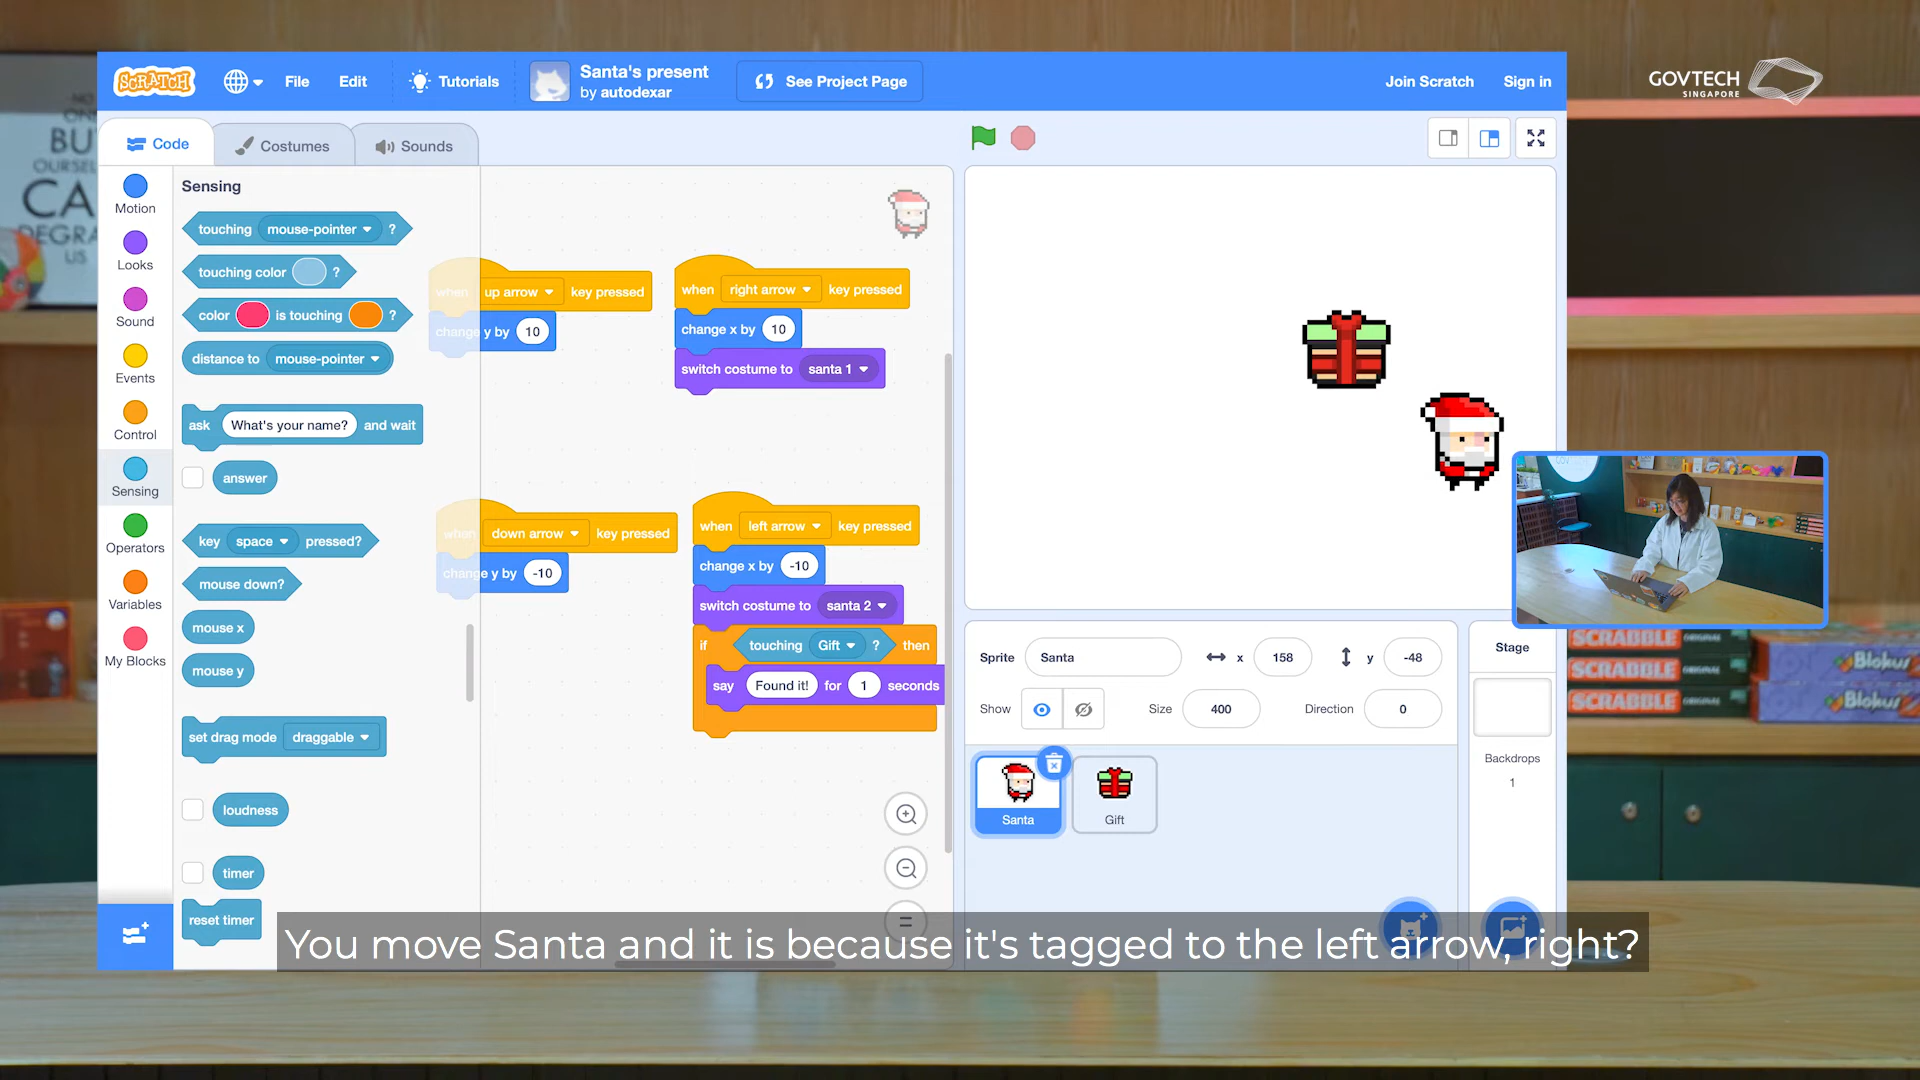 SCRATCH
File
Edit
Tutorials
Santa's present
by autodexar
See Project Page
Join Scratch
Sign in
GOVTECH
SINGAPORE
Code
Costumes
Sounds
Motion
Looks
Sound
Events
Control
Sensing
Operators
Variables
My Blocks
Sensing
touching mouse-pointer ?
touching color ?
color is touching ?
distance to mouse-pointer
ask What's your name? and wait
answer
key space pressed?
mouse down?
mouse x
mouse y
set drag mode draggable
loudness
timer
reset timer
when up arrow key pressed
change y by 10
when right arrow key pressed
change x by 10
switch costume to santa 1
when down arrow key pressed
change y by -10
when left arrow key pressed
change x by -10
switch costume to santa 2
if touching Gift ? then
say Found it! for 1 seconds
Sprite Santa x 158 y -48
Show Size 400 Direction 0
Santa
Gift
Stage
Backdrops
1
SCRABBLE
SCRABBLE
SCRABBLE
Blokus
Blokus
BU
OURSEL
CA
DEGRA
US
You move Santa and it is because it's tagged to the left arrow, right?